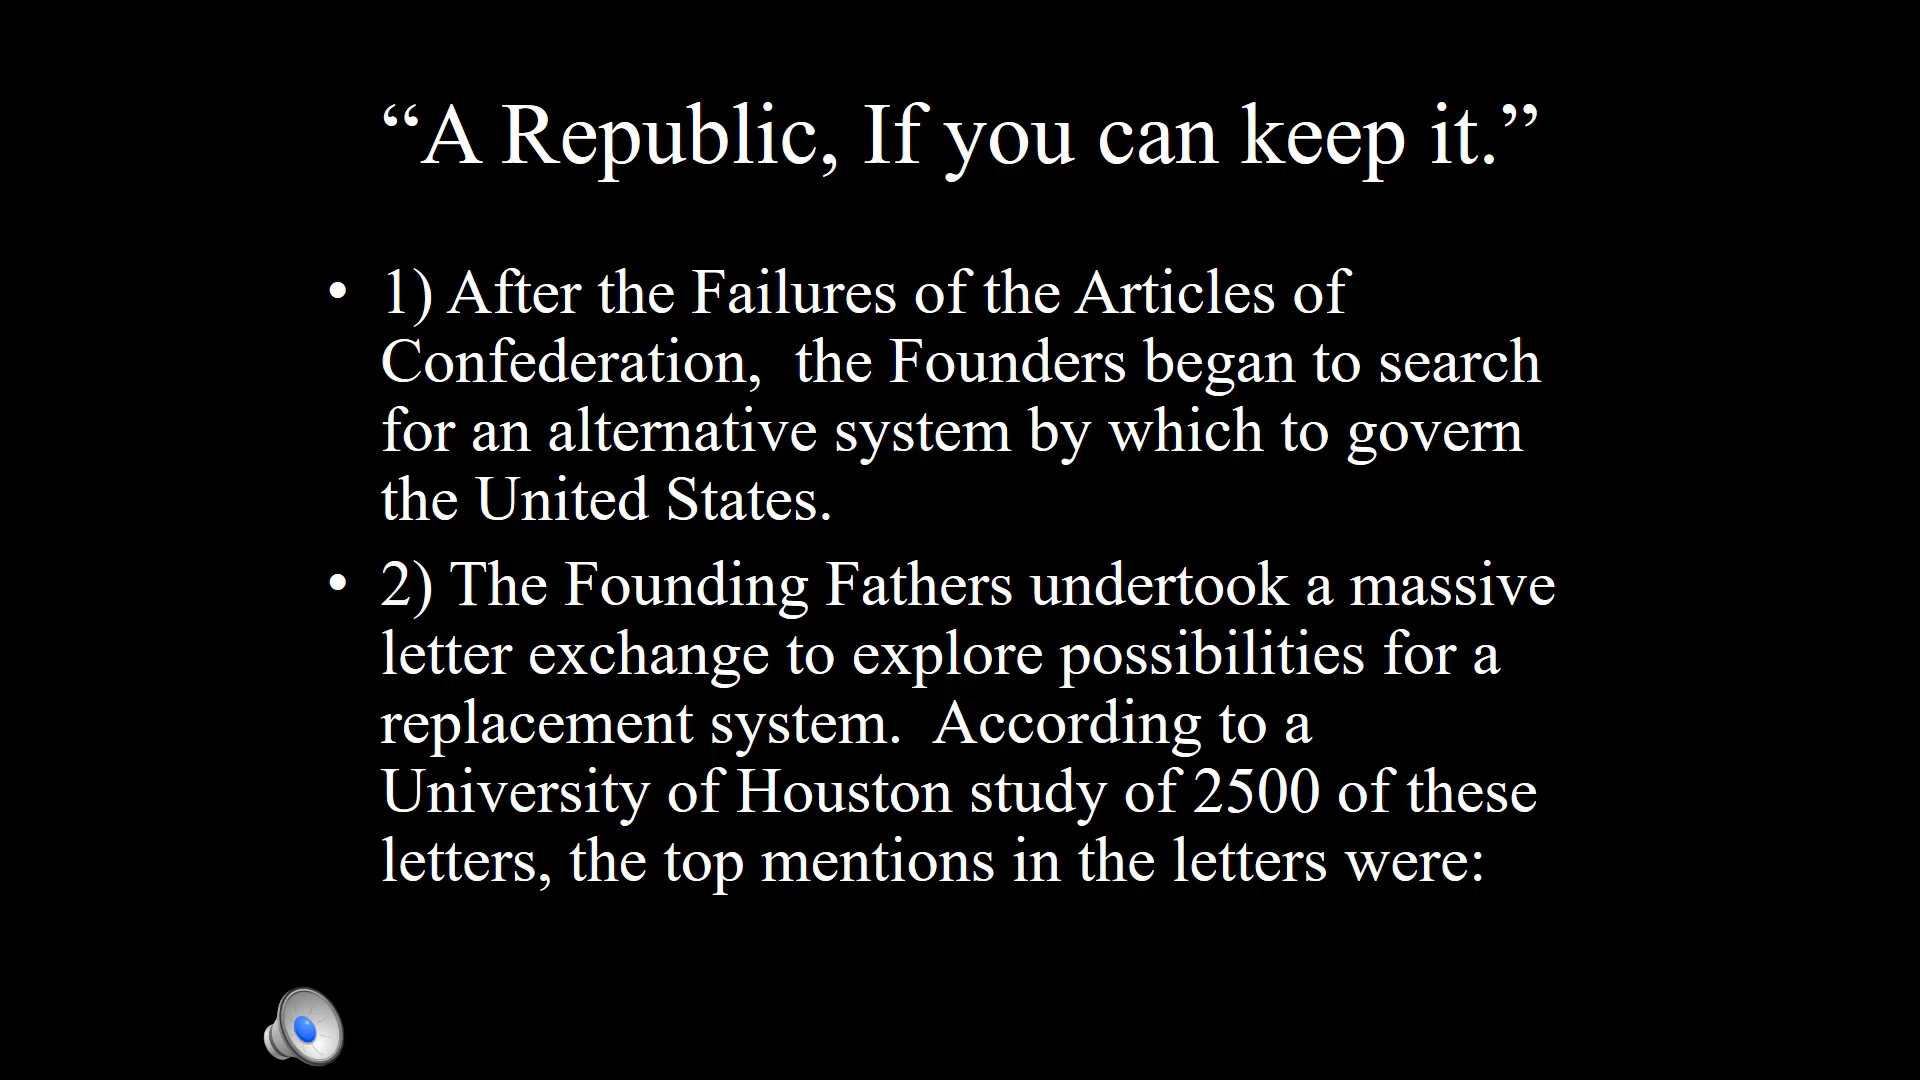 “A Republic, If you can keep it.”
• 1) After the Failures of the Articles of
Confederation,  the Founders began to search
for an alternative system by which to govern
the United States.
• 2) The Founding Fathers undertook a massive
letter exchange to explore possibilities for a
replacement system.  According to a
University of Houston study of 2500 of these
letters, the top mentions in the letters were: